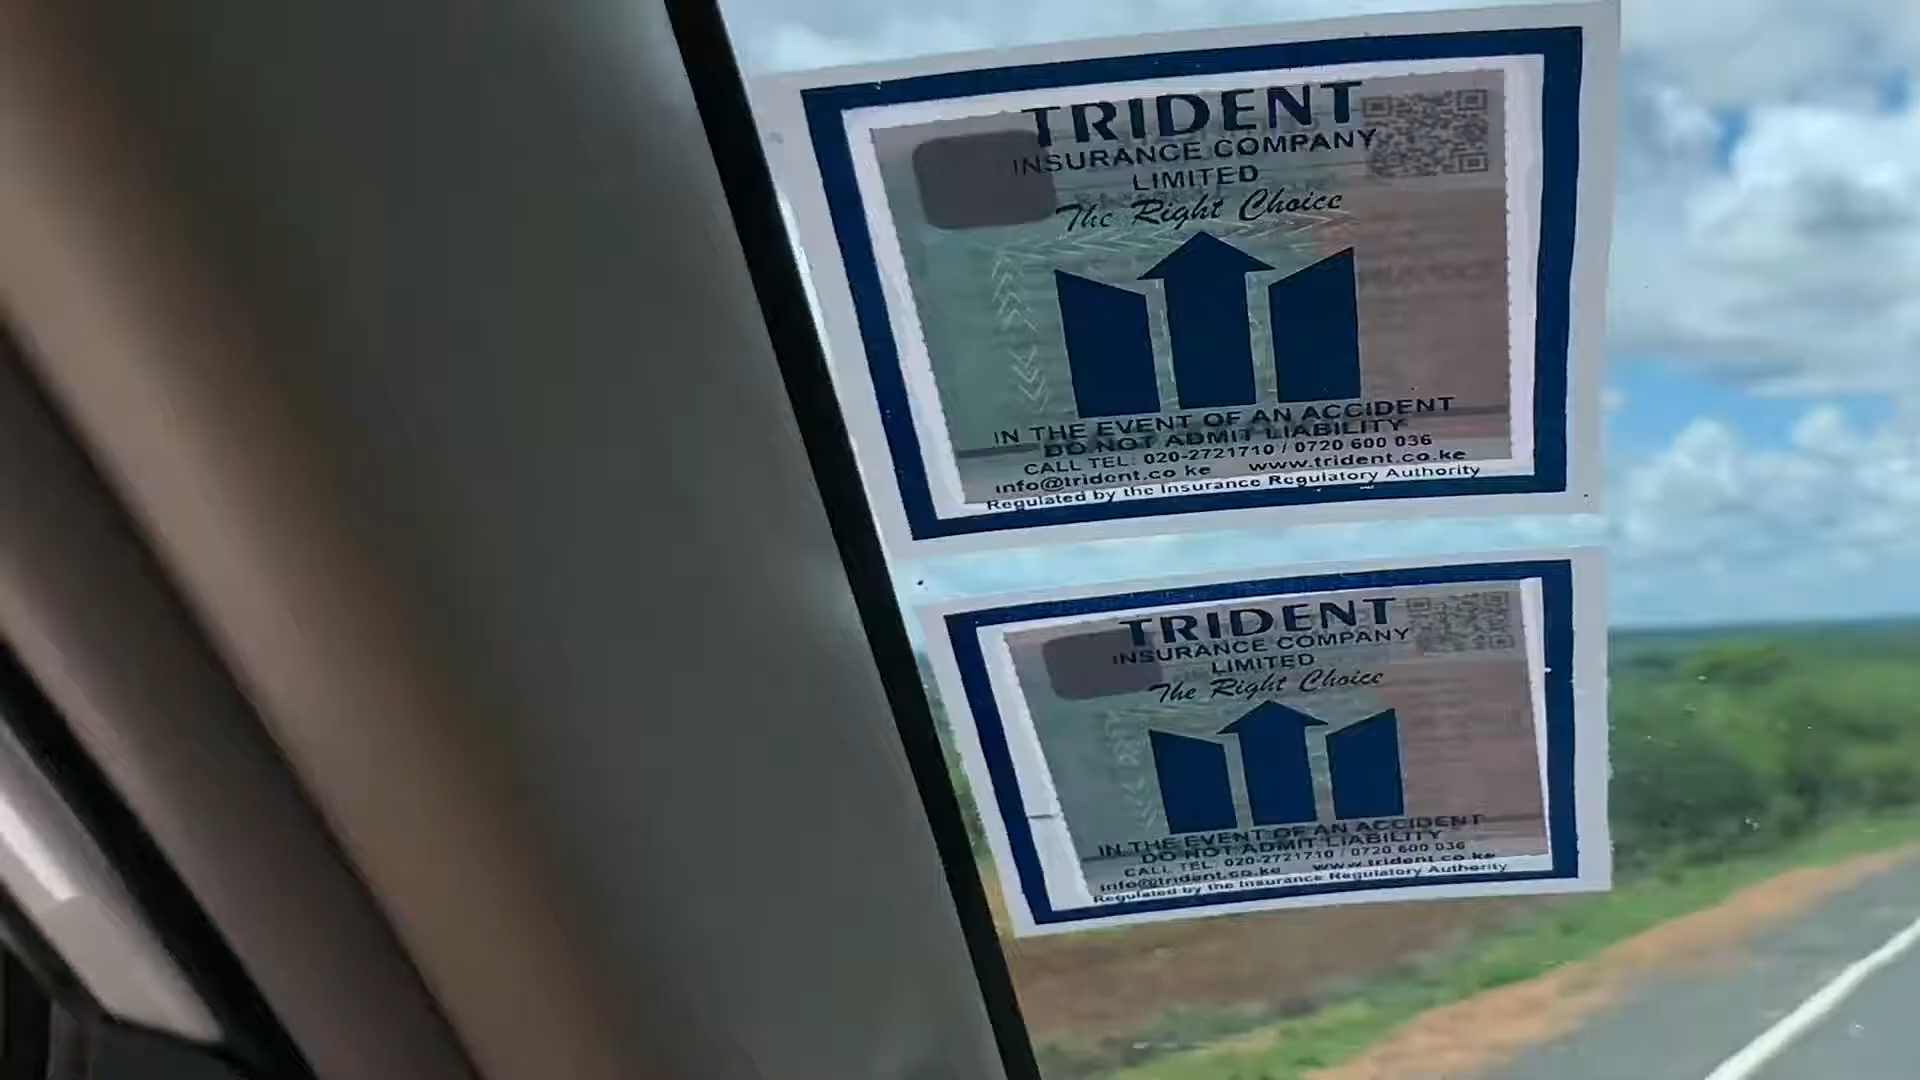 TRIDENT
INSURANCE COMPANY
LIMITED
The Right Choice
IN THE EVENT OF AN ACCIDENT
DO NOT ADMIT LIABILITY
CALL TEL: 020-2721710 / 0720 600 036
info@trident.co ke www.trident.co.ke
Regulated by the Insurance Regulatory Authority
TRIDENT
INSURANCE COMPANY
LIMITED
The Right Choice
IN THE EVENT OF AN ACCIDENT
DO NOT ADMIT LIABILITY
CALL TEL: 020-2721710 / 0720 600 036
info@trident.co.ke www.trident.co.ke
Regulated by the Insurance Regulatory Authority